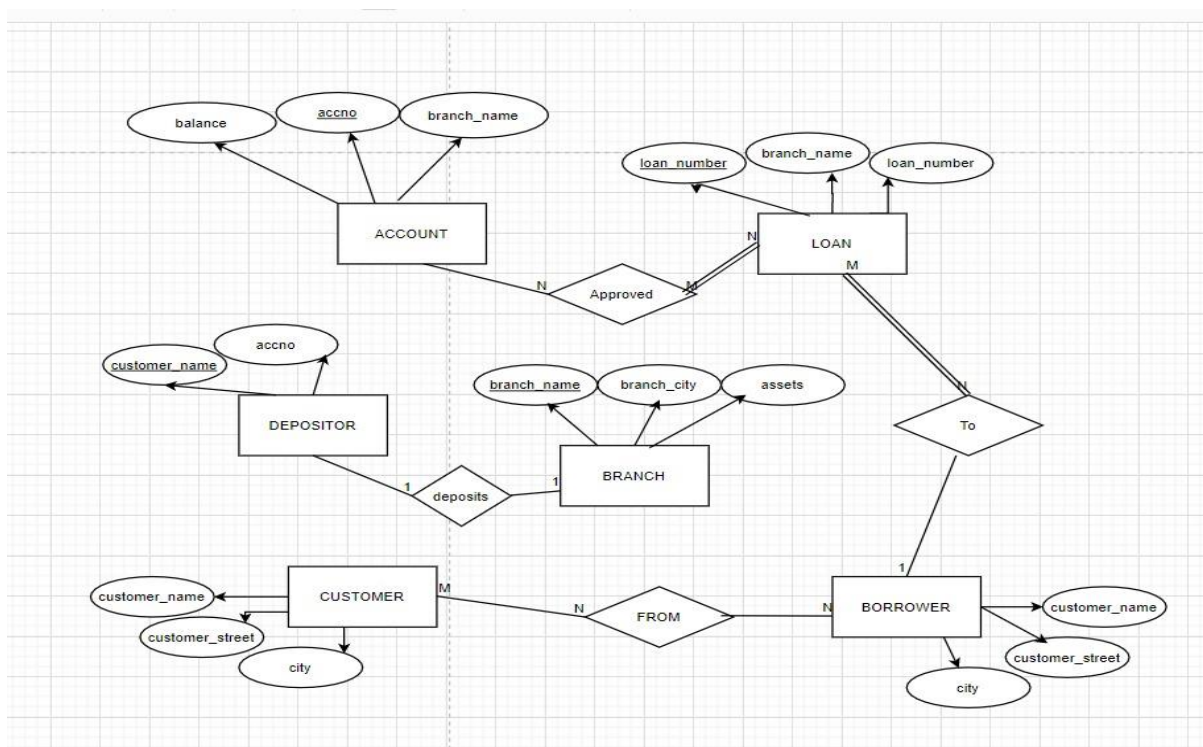 balance
accno
branch_name
loan_number
branch_name
loan_number
ACCOUNT
LOAN
N
M
N
Approved
M
N
customer_name
accno
DEPOSITOR
branch_name
branch_city
assets
BRANCH
1
deposits
1
N
To
1
CUSTOMER
M
customer_name
customer_street
city
N
FROM
N
BORROWER
customer_name
customer_street
city